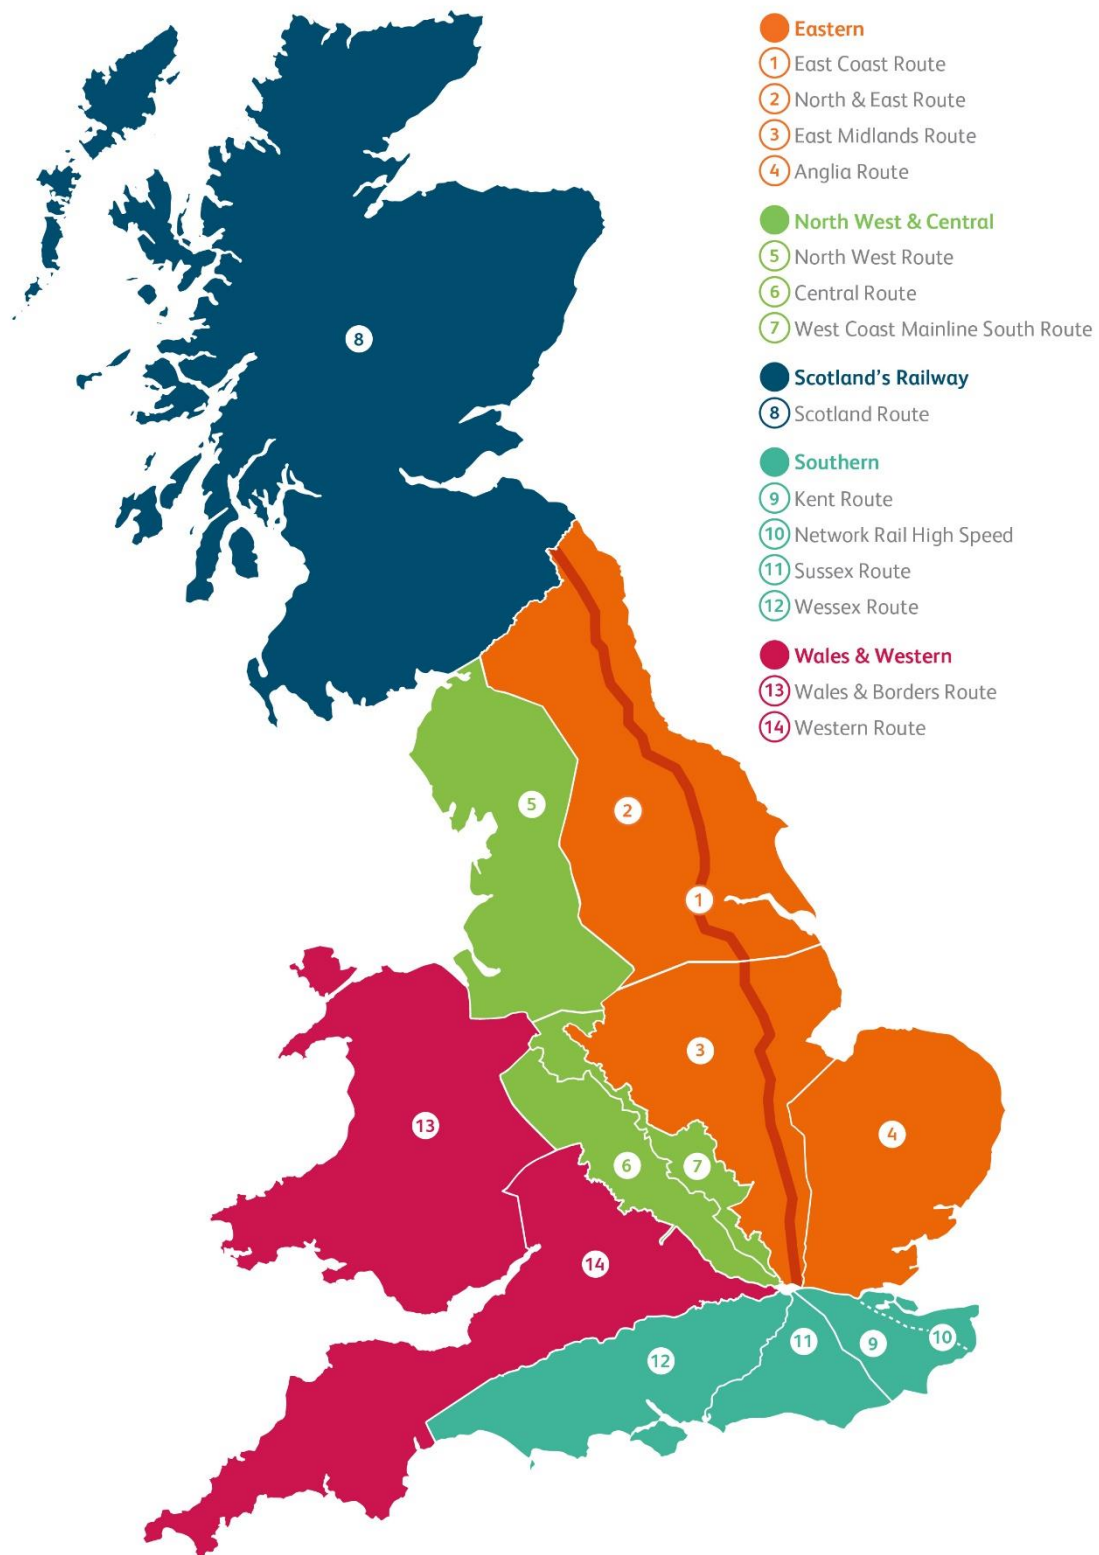 Eastern
1 East Coast Route
2 North & East Route
3 East Midlands Route
4 Anglia Route
North West & Central
5 North West Route
6 Central Route
7 West Coast Mainline South Route
Scotland's Railway
8 Scotland Route
Southern
9 Kent Route
10 Network Rail High Speed
11 Sussex Route
12 Wessex Route
Wales & Western
13 Wales & Borders Route
14 Western Route
8
5
2
1
3
13
4
6
7
14
10
11
9
12